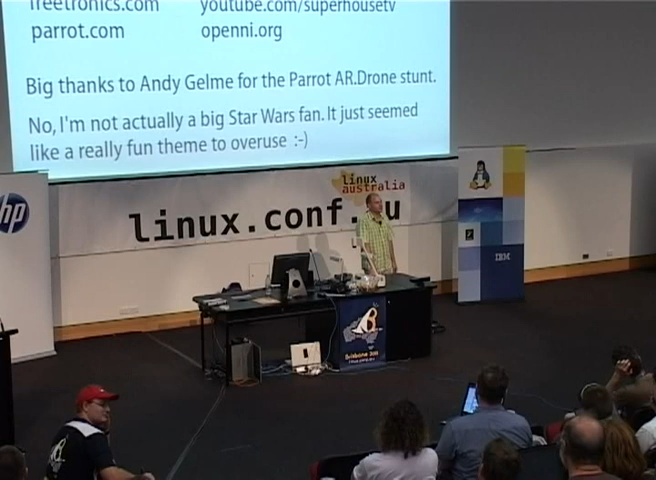 freetronics.com youtube.com/superhousetv
parrot.com openni.org
Big thanks to Andy Gelme for the Parrot AR.Drone stunt.
No, I'm not actually a big Star Wars fan. It just seemed
like a really fun theme to overuse :-)
hp
linux
australia
linux.conf.au
IBM
Brisbane 2011